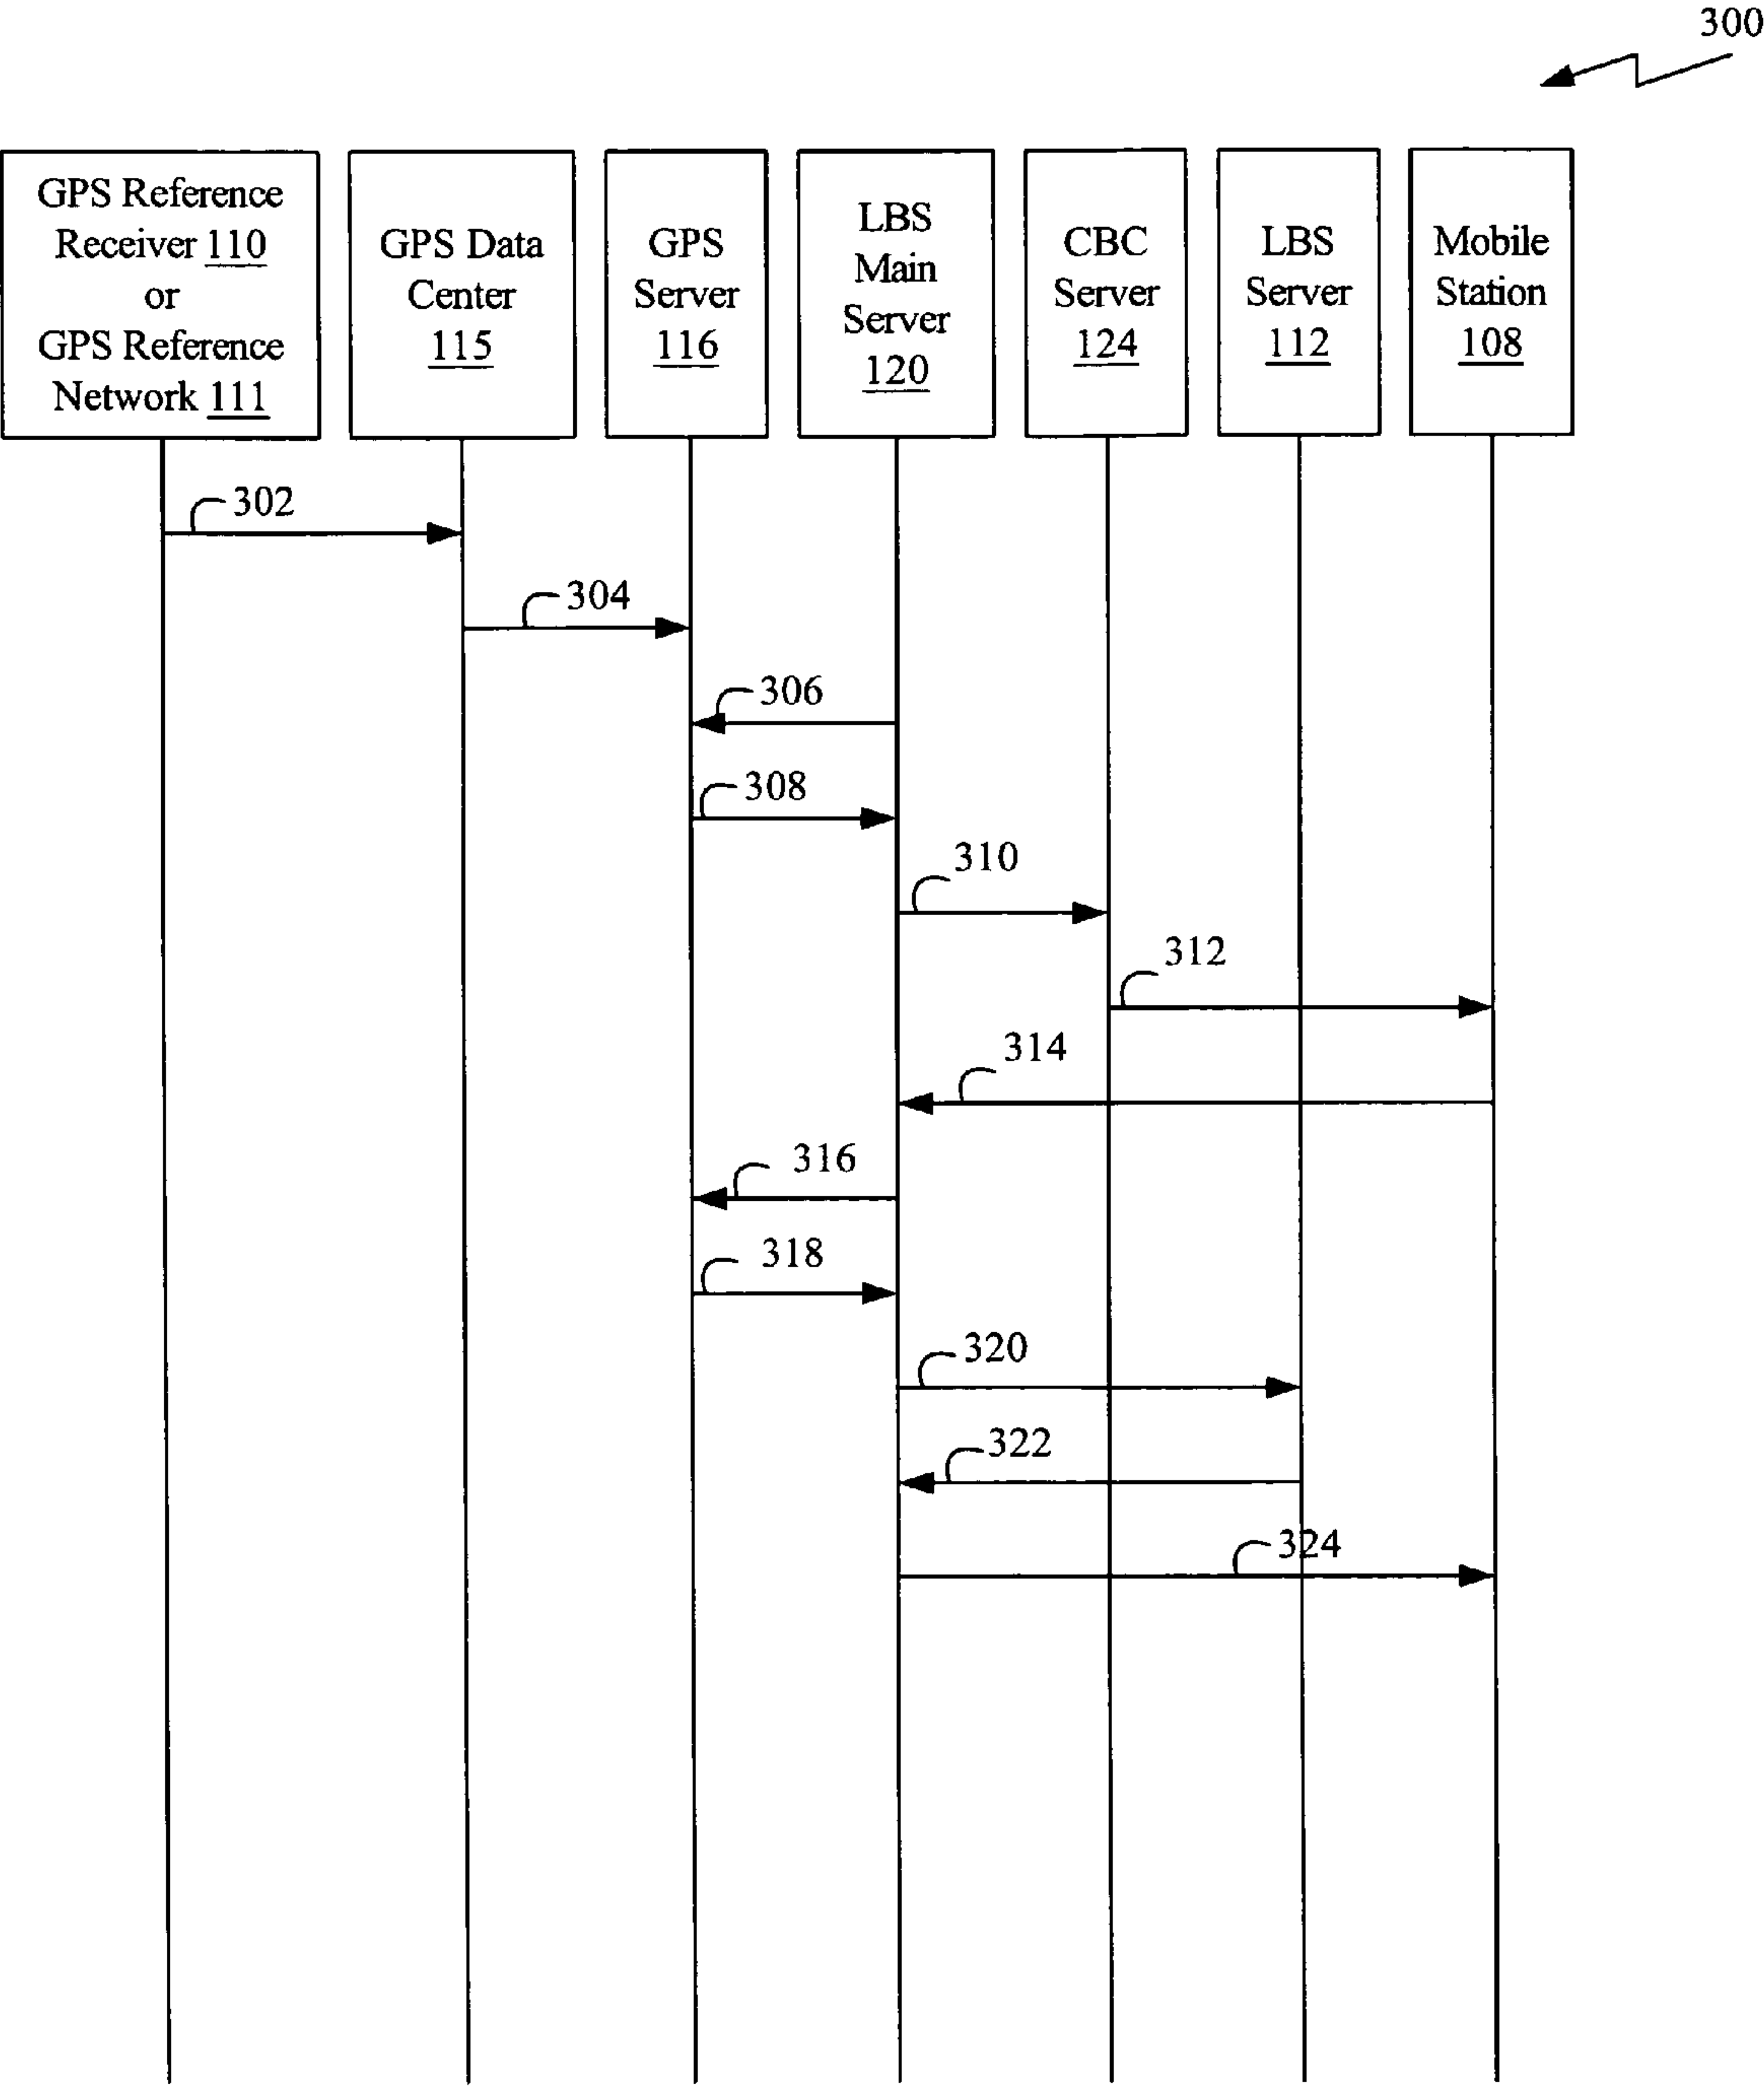 300
GPS Reference
Receiver 110
or
GPS Reference
Network 111
GPS Data
Center
115
GPS
Server
116
LBS
Main
Server
120
CBC
Server
124
LBS
Server
112
Mobile
Station
108
302
304
306
308
310
312
314
316
318
320
322
324